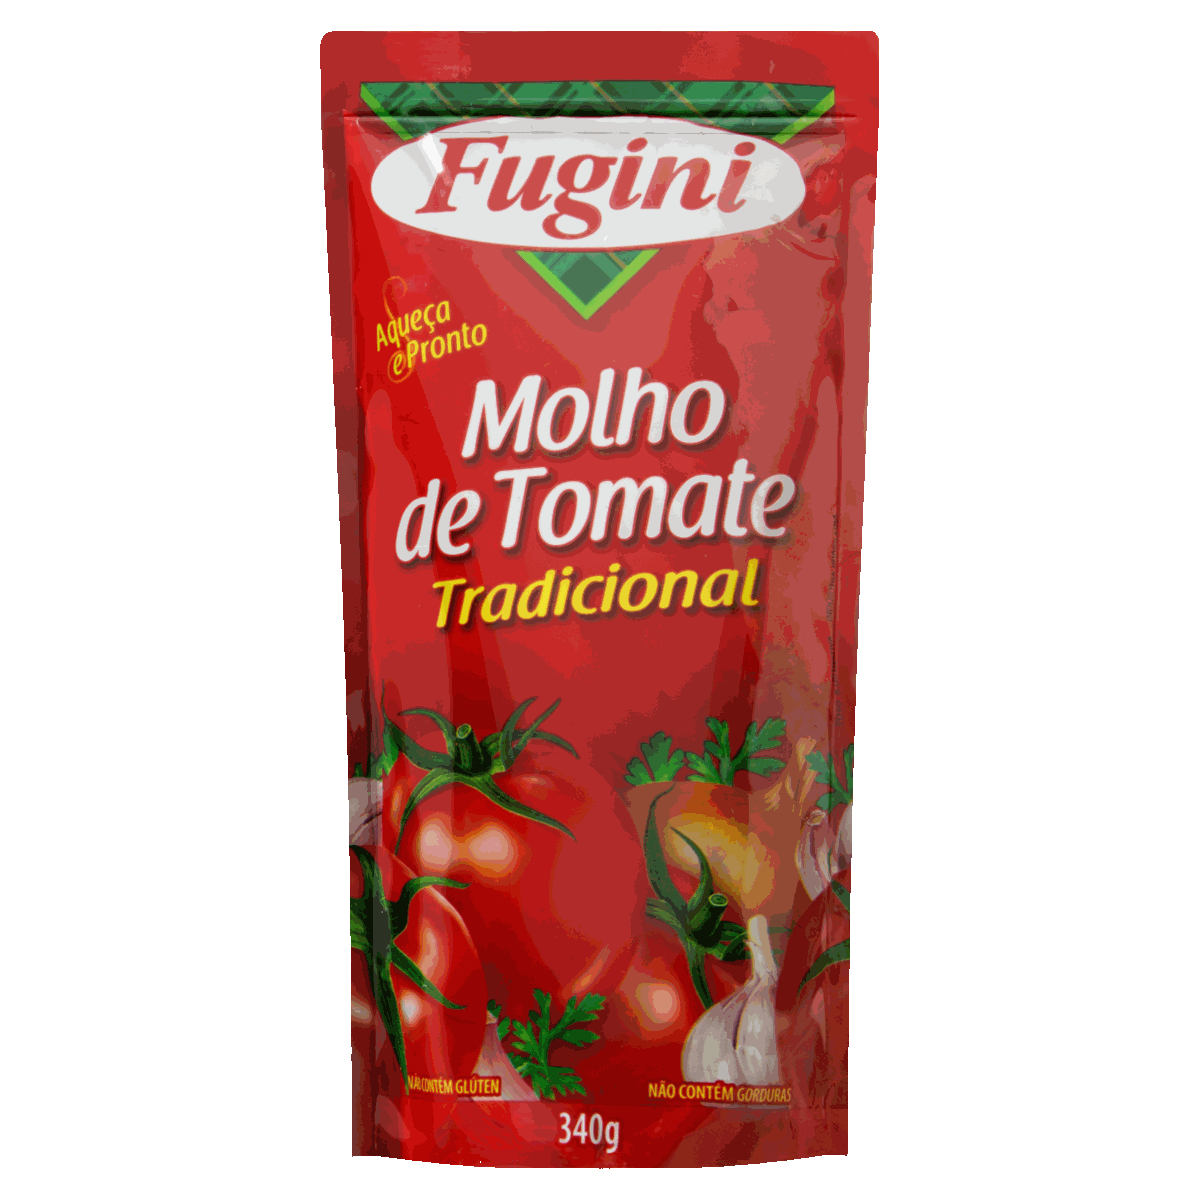 Fugini
Aqueça
e Pronto
Molho
de Tomate
Tradicional
NÃO CONTÉM GLÚTEN
NÃO CONTÉM GORDURAS
340g